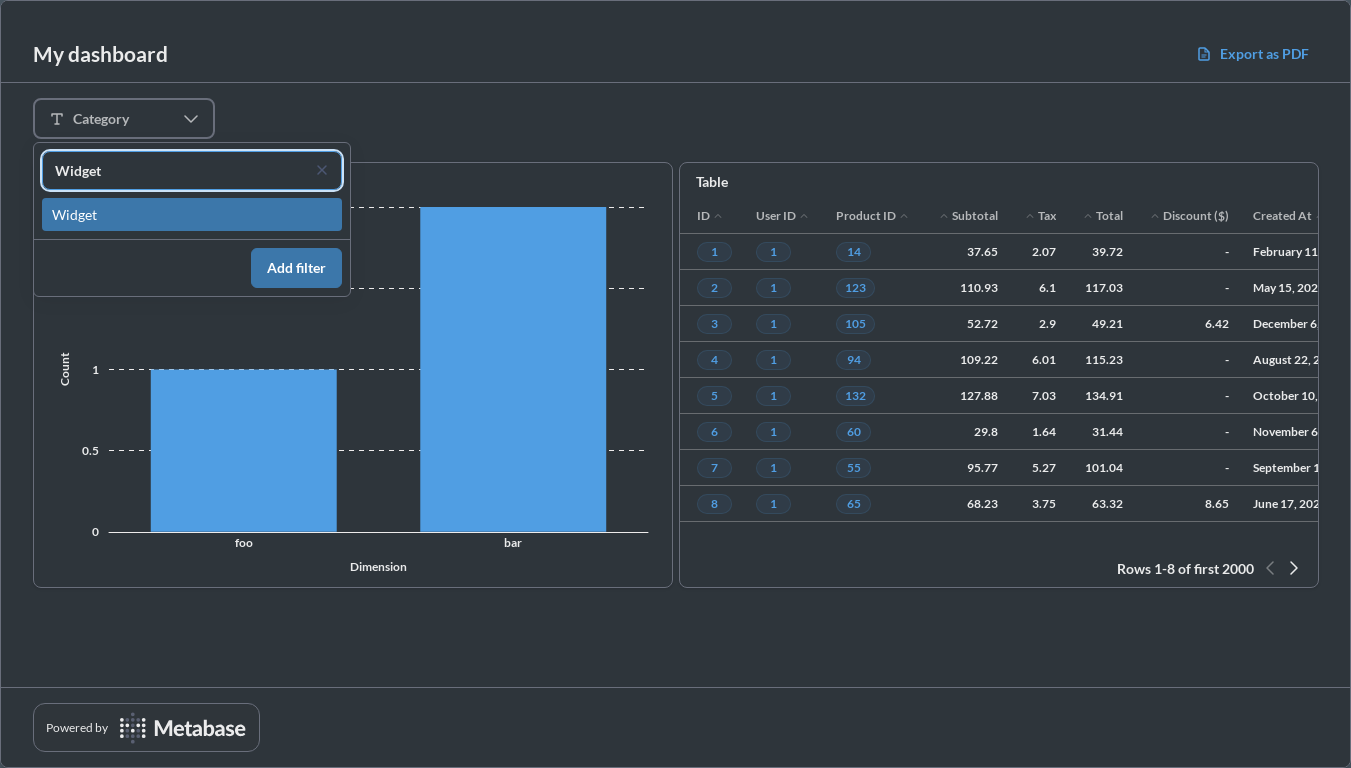 My dashboard
Export as PDF
Category
Widget
Widget
Add filter
Count
1
0.5
0
foo
bar
Dimension
Table
ID User ID Product ID Subtotal Tax Total Discount ($) Created At
1 1 14 37.65 2.07 39.72 - February 11
2 1 123 110.93 6.1 117.03 - May 15, 202
3 1 105 52.72 2.9 49.21 6.42 December 6,
4 1 94 109.22 6.01 115.23 - August 22, 2
5 1 132 127.88 7.03 134.91 - October 10,
6 1 60 29.8 1.64 31.44 - November 6
7 1 55 95.77 5.27 101.04 - September 1
8 1 65 68.23 3.75 63.32 8.65 June 17, 202
Rows 1-8 of first 2000
Powered by Metabase